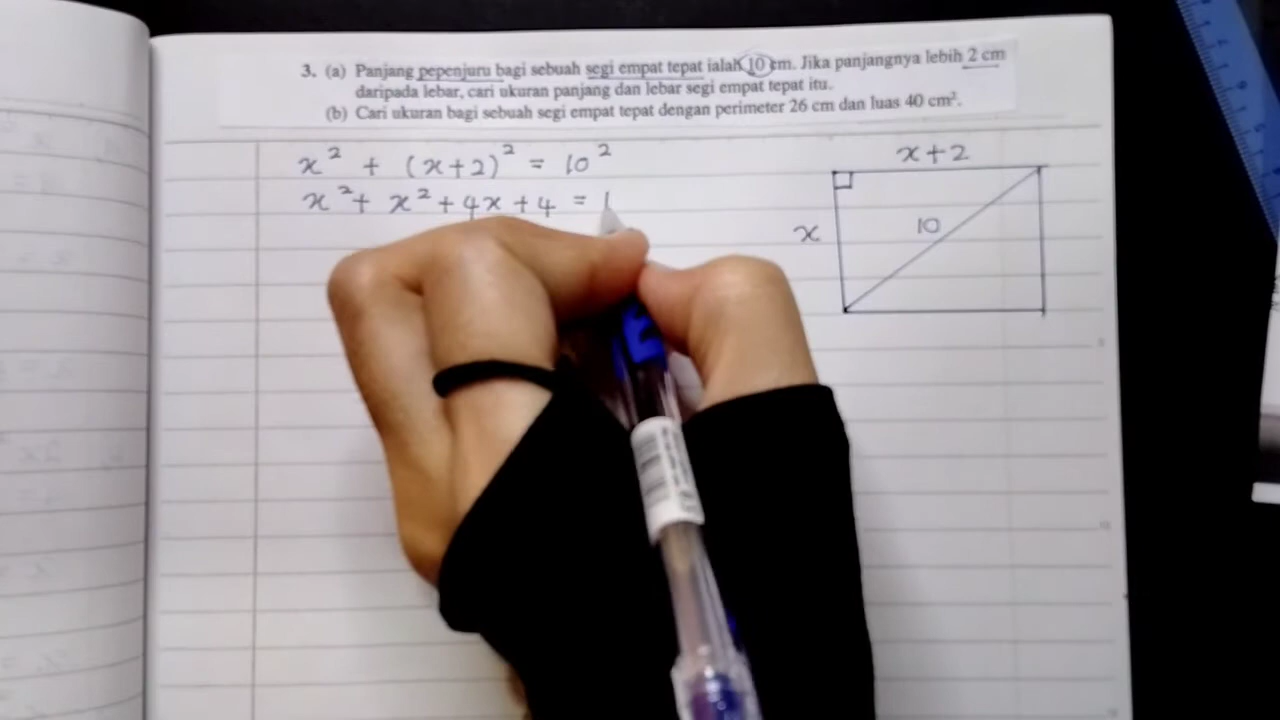 3. (a) Panjang pepenjuru bagi sebuah segi empat tepat ialah 10 cm. Jika panjangnya lebih 2 cm
daripada lebar, cari ukuran panjang dan lebar segi empat tepat itu.
(b) Cari ukuran bagi sebuah segi empat tepat dengan perimeter 26 cm dan luas 40 cm².
x² + (x+2)² = 10²
x² + x² + 4x + 4 = 1
x+2
x
10